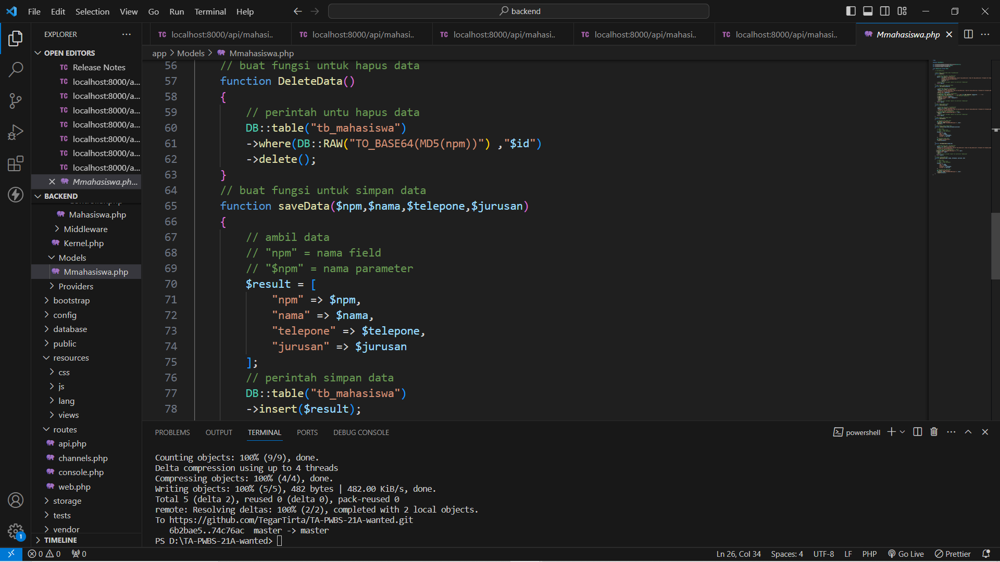 File Edit Selection View Go Run Terminal Help
backend
EXPLORER
OPEN EDITORS
Release Notes
localhost:8000/a...
localhost:8000/a...
localhost:8000/a...
localhost:8000/a...
localhost:8000/a...
localhost:8000/a...
localhost:8000/a...
Mmahasiswa.ph...
BACKEND
Mahasiswa.php
Middleware
Kernel.php
Models
Mmahasiswa.php
Providers
bootstrap
config
database
public
resources
css
js
lang
views
routes
api.php
channels.php
console.php
web.php
storage
tests
vendor
TIMELINE
TC localhost:8000/api/mahasi.. TC localhost:8000/api/mahasi.. TC localhost:8000/api/mahasi.. TC localhost:8000/api/mahasi.. TC localhost:8000/api/mahasi.. Mmahasiswa.php
app > Models > Mmahasiswa.php
56 // buat fungsi untuk hapus data
57 function DeleteData()
58 {
59 // perintah untu hapus data
60 DB::table("tb_mahasiswa")
61 ->where(DB::RAW("TO_BASE64(MD5(npm))") ,"$id")
62 ->delete();
63 }
64 // buat fungsi untuk simpan data
65 function saveData($npm,$nama,$telepone,$jurusan)
66 {
67 // ambil data
68 // "npm" = nama field
69 // "$npm" = nama parameter
70 $result = [
71 "npm" => $npm,
72 "nama" => $nama,
73 "telepone" => $telepone,
74 "jurusan" => $jurusan
75 ];
76 // perintah simpan data
77 DB::table("tb_mahasiswa")
78 ->insert($result);
PROBLEMS OUTPUT TERMINAL PORTS DEBUG CONSOLE
powershell
Counting objects: 100% (9/9), done.
Delta compression using up to 4 threads
Compressing objects: 100% (4/4), done.
Writing objects: 100% (5/5), 482 bytes | 482.00 KiB/s, done.
Total 5 (delta 2), reused 0 (delta 0), pack-reused 0
remote: Resolving deltas: 100% (2/2), completed with 2 local objects.
To https://github.com/TegarTirta/TA-PWBS-21A-wanted.git
6b2bae5..74c76ac master -> master
PS D:\TA-PWBS-21A-wanted>
1
0 0 0
Ln 26, Col 34 Spaces: 4 UTF-8 LF PHP Go Live Prettier